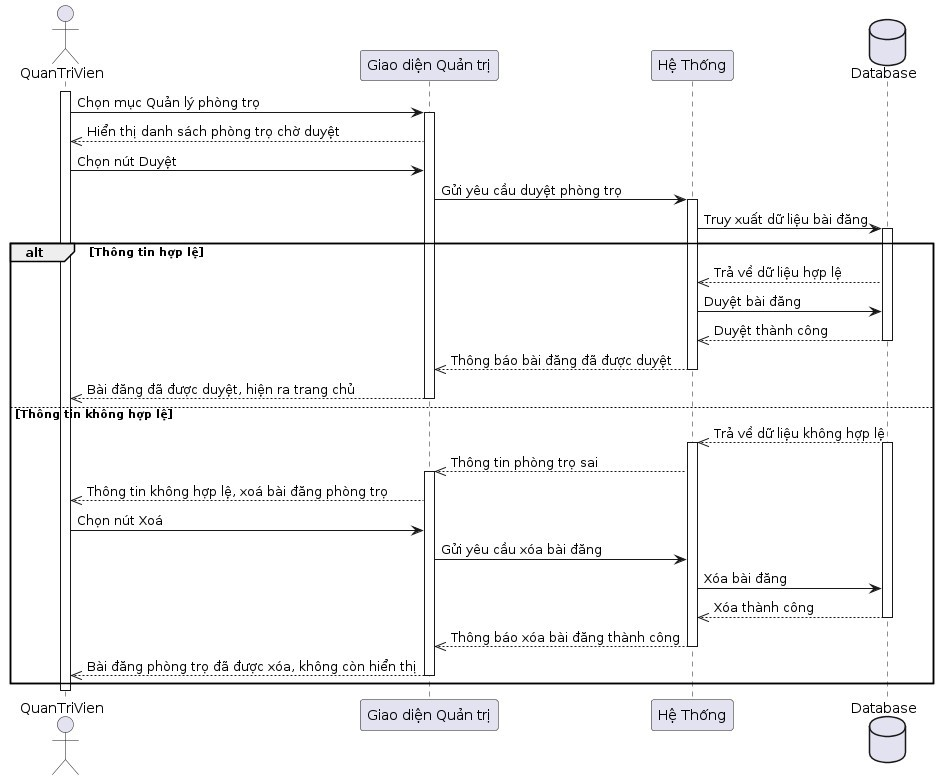 QuanTriVien
Giao diện Quản trị
Hệ Thống
Database
Chọn mục Quản lý phòng trọ
Hiển thị danh sách phòng trọ chờ duyệt
Chọn nút Duyệt
Gửi yêu cầu duyệt phòng trọ
Truy xuất dữ liệu bài đăng
alt
[Thông tin hợp lệ]
Trả về dữ liệu hợp lệ
Duyệt bài đăng
Duyệt thành công
Thông báo bài đăng đã được duyệt
Bài đăng đã được duyệt, hiện ra trang chủ
[Thông tin không hợp lệ]
Trả về dữ liệu không hợp lệ
Thông tin phòng trọ sai
Thông tin không hợp lệ, xoá bài đăng phòng trọ
Chọn nút Xoá
Gửi yêu cầu xóa bài đăng
Xóa bài đăng
Xóa thành công
Thông báo xóa bài đăng thành công
Bài đăng phòng trọ đã được xóa, không còn hiển thị
QuanTriVien
Giao diện Quản trị
Hệ Thống
Database